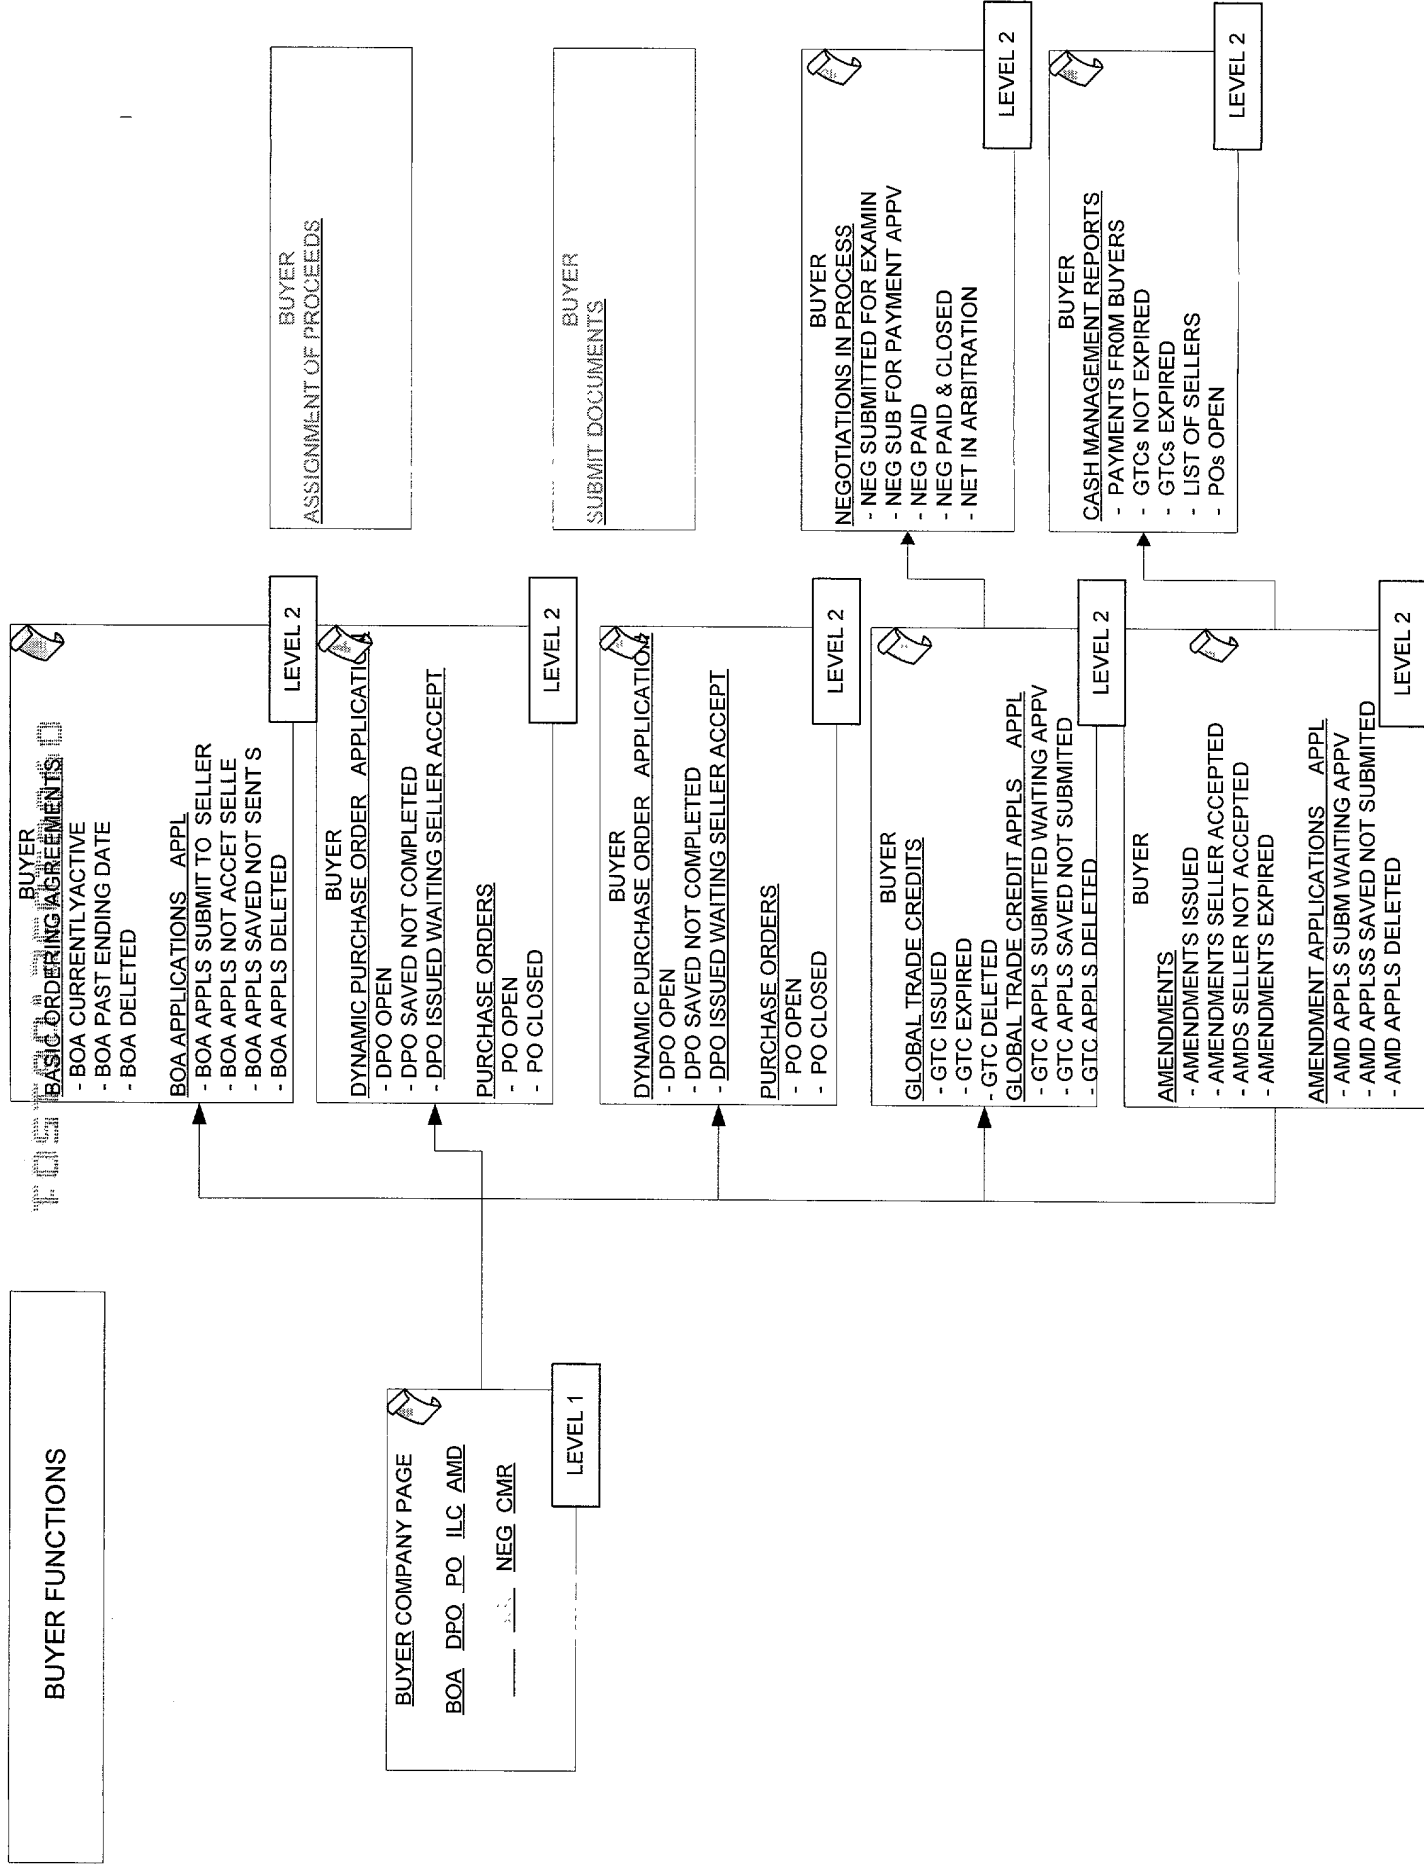 BUYER FUNCTIONS
BUYER COMPANY PAGE
BOA DPO PO ILC AMD
NEG CMR
LEVEL 1
BUYER
BASIC ORDERING AGREEMENTS
- BOA CURRENTLYACTIVE
- BOA PAST ENDING DATE
- BOA DELETED
BOA APPLICATIONS APPL
- BOA APPLS SUBMIT TO SELLER
- BOA APPLS NOT ACCET SELLE
- BOA APPLS SAVED NOT SENT S
- BOA APPLS DELETED
LEVEL 2
BUYER
DYNAMIC PURCHASE ORDER APPLICATION
- DPO OPEN
- DPO SAVED NOT COMPLETED
- DPO ISSUED WAITING SELLER ACCEPT
PURCHASE ORDERS
- PO OPEN
- PO CLOSED
LEVEL 2
BUYER
DYNAMIC PURCHASE ORDER APPLICATION
- DPO OPEN
- DPO SAVED NOT COMPLETED
- DPO ISSUED WAITING SELLER ACCEPT
PURCHASE ORDERS
- PO OPEN
- PO CLOSED
LEVEL 2
BUYER
GLOBAL TRADE CREDITS
- GTC ISSUED
- GTC EXPIRED
- GTC DELETED
GLOBAL TRADE CREDIT APPLS APPL
- GTC APPLS SUBMITED WAITING APPV
- GTC APPLS SAVED NOT SUBMITED
- GTC APPLS DELETED
LEVEL 2
BUYER
AMENDMENTS
- AMENDMENTS ISSUED
- AMENDMENTS SELLER ACCEPTED
- AMDS SELLER NOT ACCEPTED
- AMENDMENTS EXPIRED
AMENDMENT APPLICATIONS APPL
- AMD APPLS SUBM WAITING APPV
- AMD APPLSS SAVED NOT SUBMITED
- AMD APPLS DELETED
LEVEL 2
BUYER
ASSIGNMENT OF PROCEEDS
BUYER
SUBMIT DOCUMENTS
BUYER
NEGOTIATIONS IN PROCESS
- NEG SUBMITTED FOR EXAMIN
- NEG SUB FOR PAYMENT APPV
- NEG PAID
- NEG PAID & CLOSED
- NET IN ARBITRATION
LEVEL 2
BUYER
CASH MANAGEMENT REPORTS
- PAYMENTS FR0M BUYERS
- GTCs NOT EXPIRED
- GTCs EXPIRED
- LIST OF SELLERS
- POs OPEN
LEVEL 2